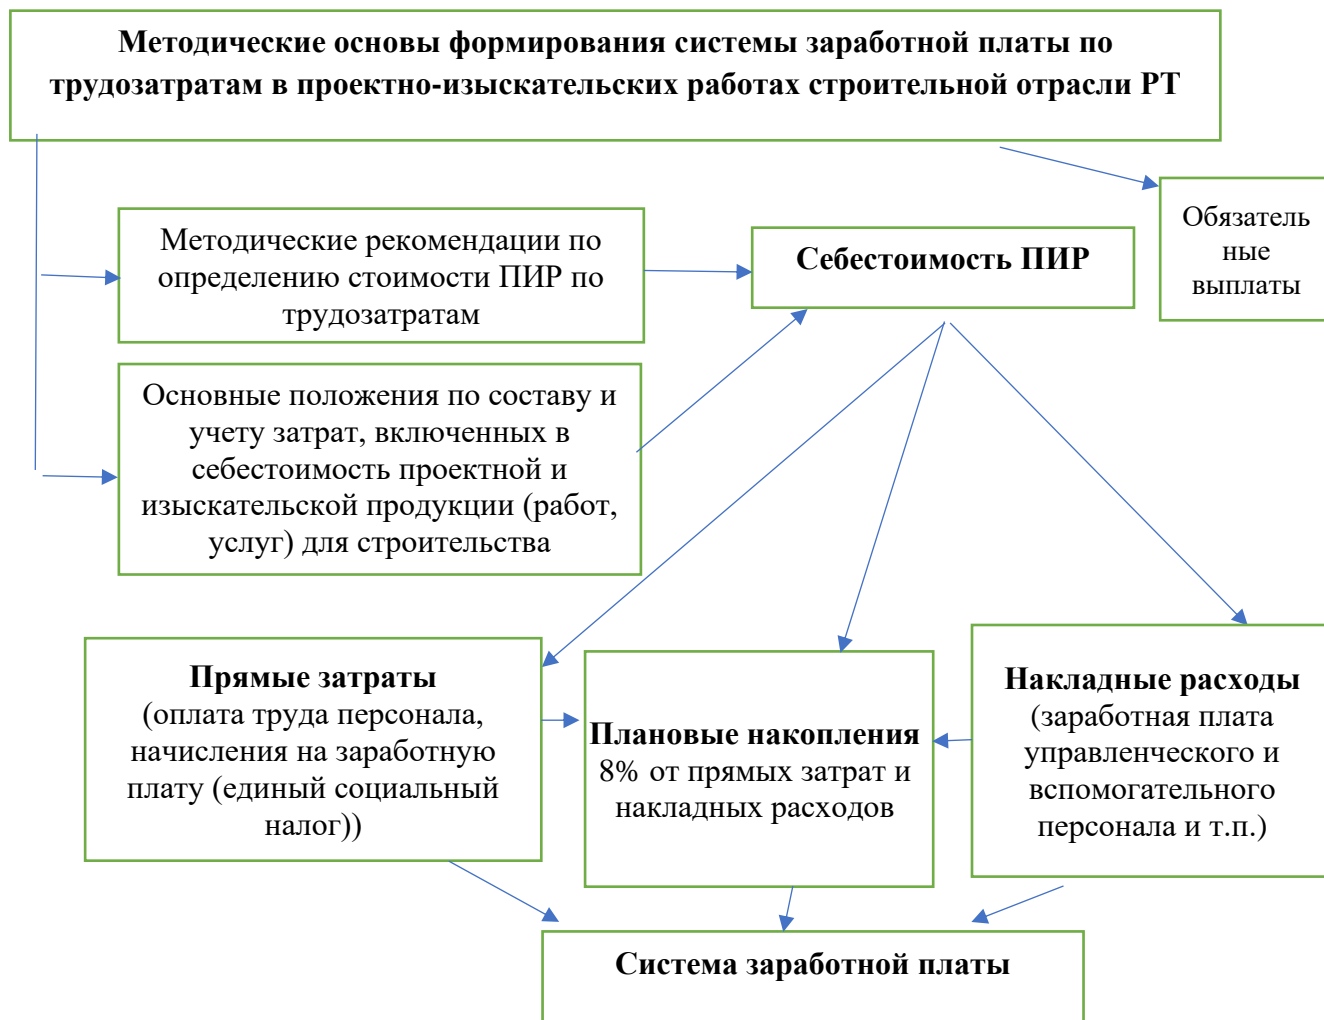 Методические основы формирования системы заработной платы по
трудозатратам в проектно-изыскательских работах строительной отрасли РТ
Обязатель
ные
выплаты
Методические рекомендации по
определению стоимости ПИР по
трудозатратам
Себестоимость ПИР
Основные положения по составу и
учету затрат, включенных в
себестоимость проектной и
изыскательской продукции (работ,
услуг) для строительства
Прямые затраты
(оплата труда персонала,
начисления на заработную
плату (единый социальный
налог))
Плановые накопления
8% от прямых затрат и
накладных расходов
Накладные расходы
(заработная плата
управленческого и
вспомогательного
персонала и т.п.)
Система заработной платы